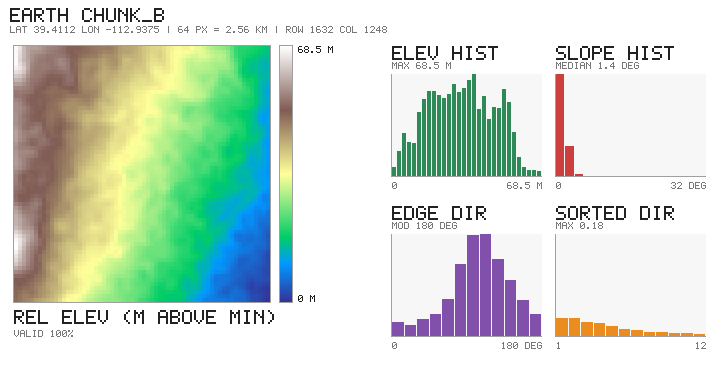 EARTH CHUNK_B
LAT 39.4112 LON -112.9375 | 64 PX = 2.56 KM | ROW 1632 COL 1248
68.5 M
0 M
REL ELEV (M ABOVE MIN)
VALID 100%
ELEV HIST
MAX 68.5 M
0 68.5 M
SLOPE HIST
MEDIAN 1.4 DEG
0 32 DEG
EDGE DIR
MOD 180 DEG
0 180 DEG
SORTED DIR
MAX 0.18
1 12